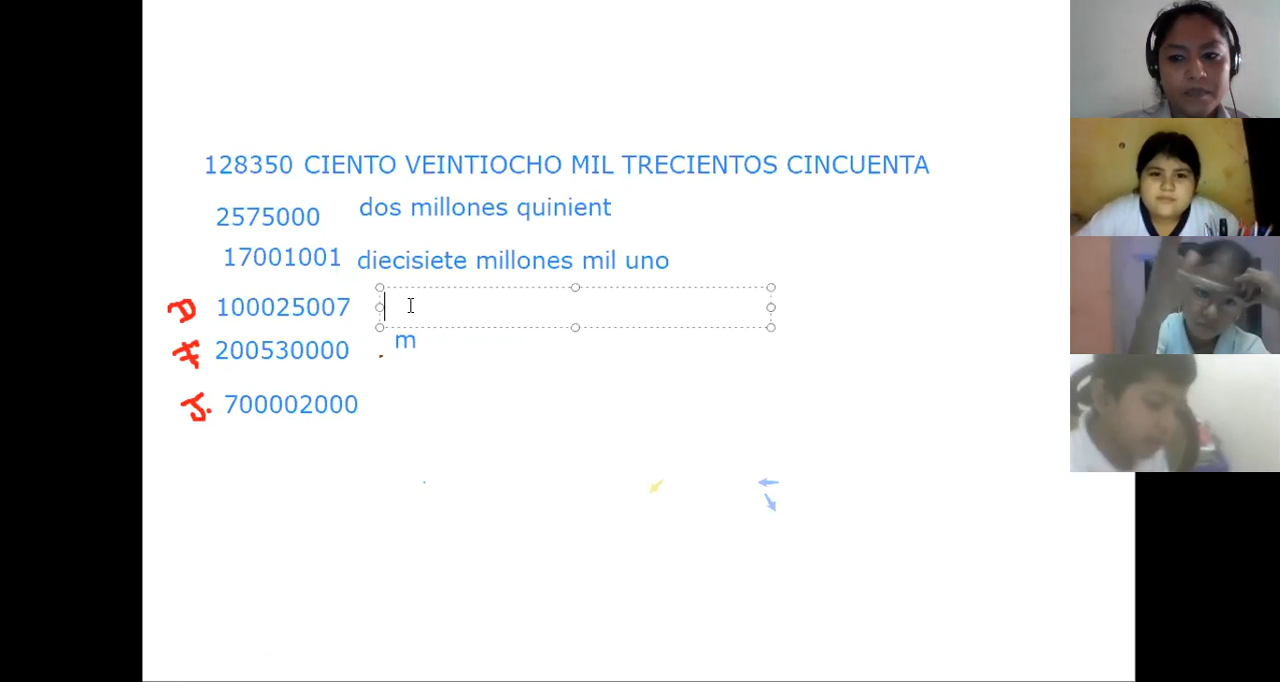 128350 CIENTO VEINTIOCHO MIL TRECIENTOS CINCUENTA
2575000 dos millones quinient
17001001 diecisiete millones mil uno
100025007
m
200530000
J. 700002000